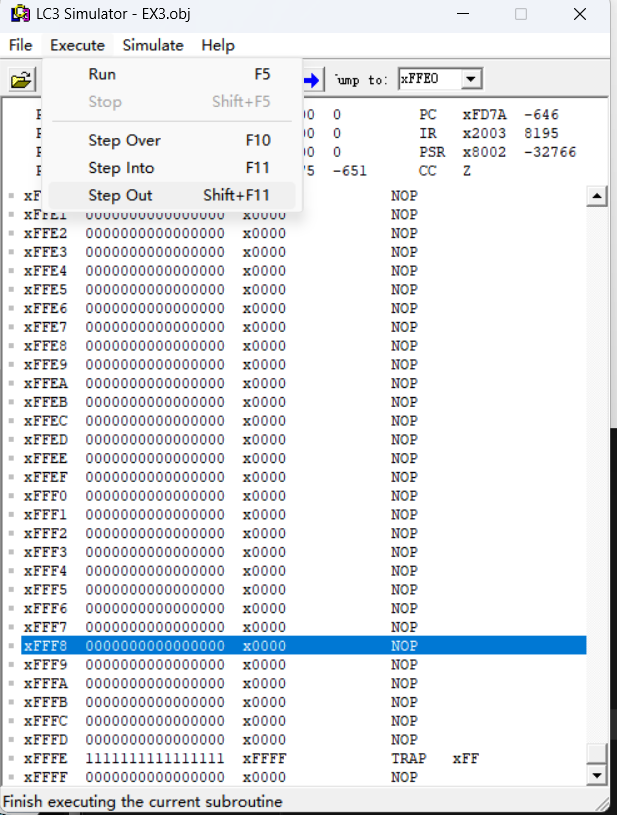 LC3 Simulator - EX3.obj
File Execute Simulate Help
Run F5
Stop Shift+F5
Step Over F10
Step Into F11
Step Out Shift+F11
Jump to: xFFE0
0 PC xFD7A -646
0 IR x2003 8195
0 PSR x8002 -32766
-651 CC Z
NOP
xFFE1 0000000000000000 x0000 NOP
xFFE2 0000000000000000 x0000 NOP
xFFE3 0000000000000000 x0000 NOP
xFFE4 0000000000000000 x0000 NOP
xFFE5 0000000000000000 x0000 NOP
xFFE6 0000000000000000 x0000 NOP
xFFE7 0000000000000000 x0000 NOP
xFFE8 0000000000000000 x0000 NOP
xFFE9 0000000000000000 x0000 NOP
xFFEA 0000000000000000 x0000 NOP
xFFEB 0000000000000000 x0000 NOP
xFFEC 0000000000000000 x0000 NOP
xFFED 0000000000000000 x0000 NOP
xFFEE 0000000000000000 x0000 NOP
xFFEF 0000000000000000 x0000 NOP
xFFF0 0000000000000000 x0000 NOP
xFFF1 0000000000000000 x0000 NOP
xFFF2 0000000000000000 x0000 NOP
xFFF3 0000000000000000 x0000 NOP
xFFF4 0000000000000000 x0000 NOP
xFFF5 0000000000000000 x0000 NOP
xFFF6 0000000000000000 x0000 NOP
xFFF7 0000000000000000 x0000 NOP
xFFF8 0000000000000000 x0000 NOP
xFFF9 0000000000000000 x0000 NOP
xFFFA 0000000000000000 x0000 NOP
xFFFB 0000000000000000 x0000 NOP
xFFFC 0000000000000000 x0000 NOP
xFFFD 0000000000000000 x0000 NOP
xFFFE 1111111111111111 xFFFF TRAP xFF
xFFFF 0000000000000000 x0000 NOP
Finish executing the current subroutine